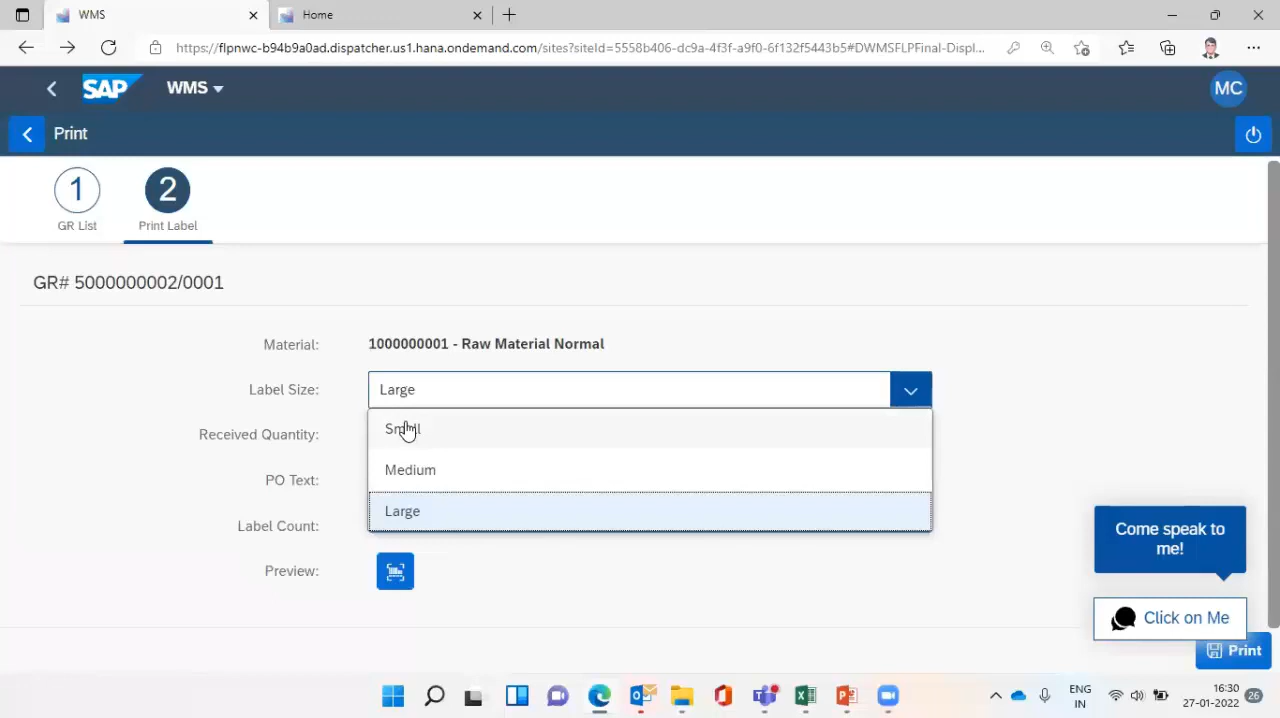 WMS
Home
https://flpnwc-b94b9a0ad.dispatcher.us1.hana.ondemand.com/sites?siteId=5558b406-dc9a-4f3f-a9f0-6f132f5443b5#DWMSFLPFinal-Displ...
SAP
WMS
MC
Print
1
2
GR List
Print Label
GR# 5000000002/0001
Material:
1000000001 - Raw Material Normal
Label Size:
Large
Small
Received Quantity:
Medium
PO Text:
Large
Label Count:
Come speak to
me!
Preview:
Click on Me
Print
ENG
IN
16:30
27-01-2022
26